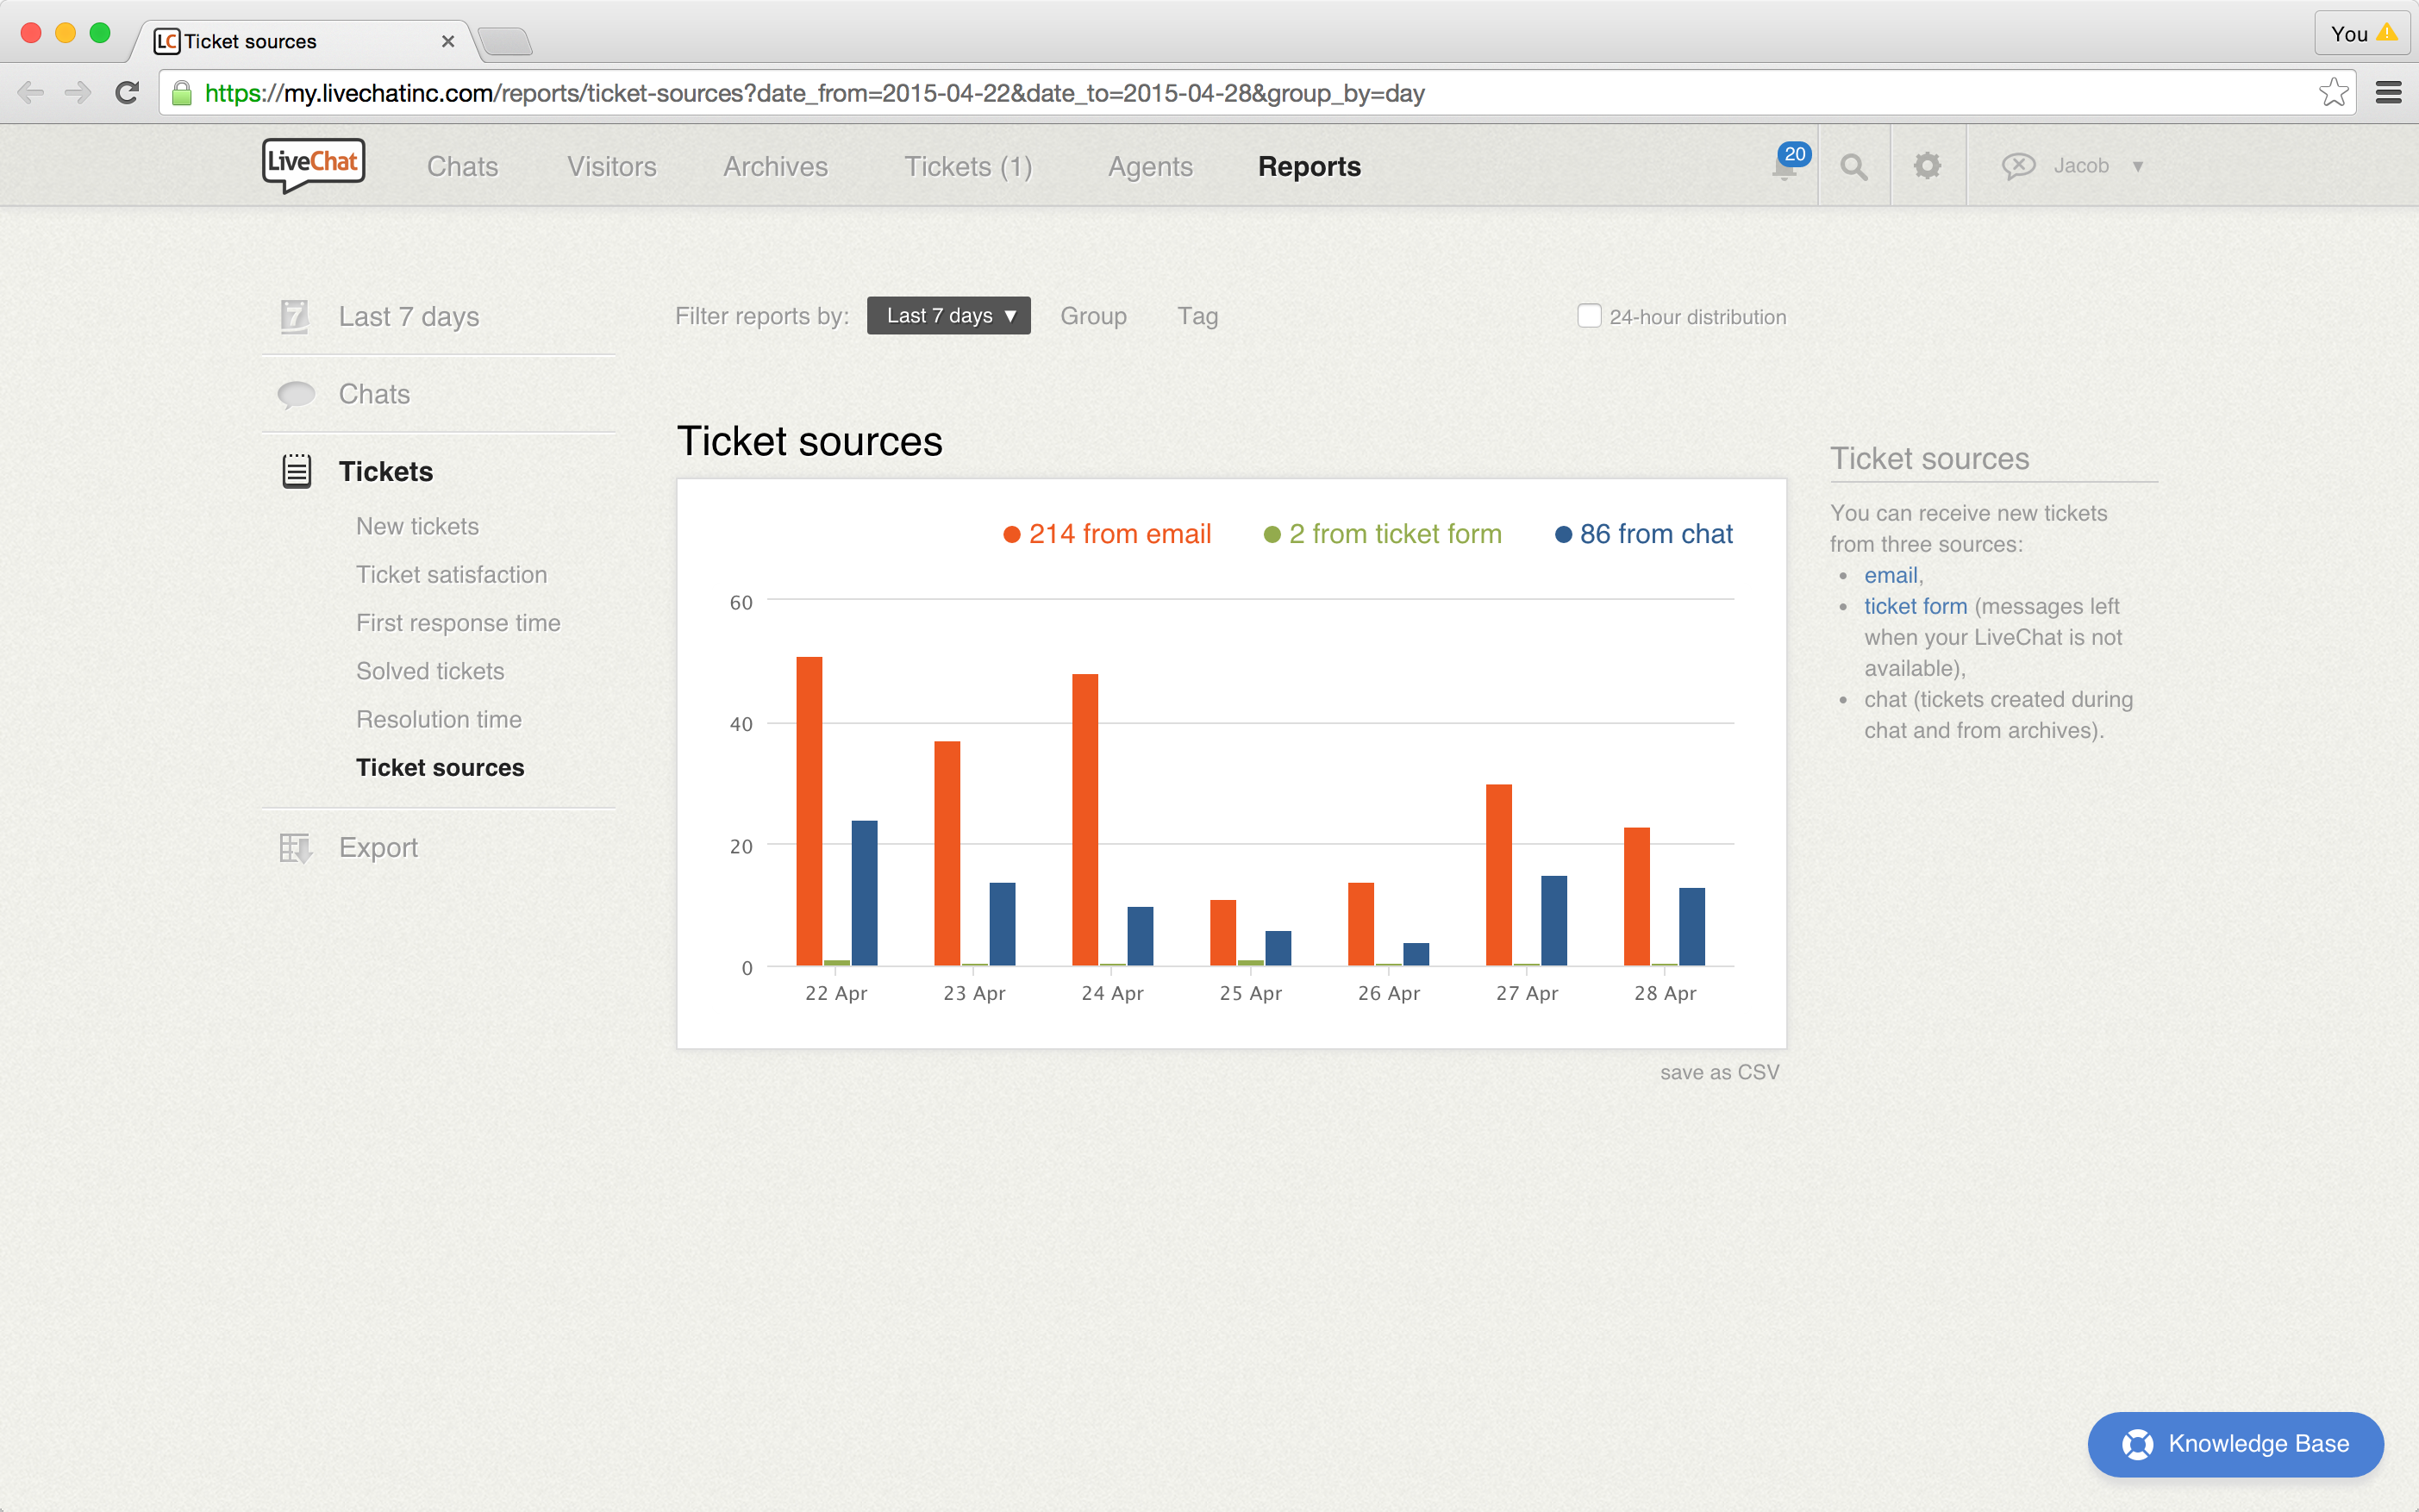 LC Ticket sources
You
https://my.livechatinc.com/reports/ticket-sources?date_from=2015-04-22&date_to=2015-04-28&group_by=day
LiveChat
Chats
Visitors
Archives
Tickets (1)
Agents
Reports
20
Jacob
7
Last 7 days
Chats
Tickets
New tickets
Ticket satisfaction
First response time
Solved tickets
Resolution time
Ticket sources
Export
Filter reports by:
Last 7 days
Group
Tag
24-hour distribution
Ticket sources
214 from email
2 from ticket form
86 from chat
60
40
20
0
22 Apr
23 Apr
24 Apr
25 Apr
26 Apr
27 Apr
28 Apr
save as CSV
Ticket sources
You can receive new tickets
from three sources:
• email,
• ticket form (messages left
when your LiveChat is not
available),
• chat (tickets created during
chat and from archives).
Knowledge Base